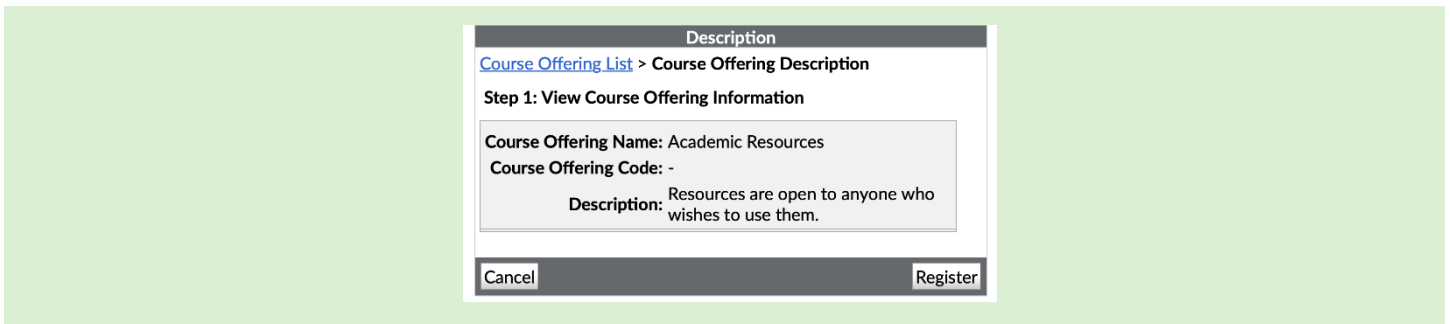 Description
Course Offering List > Course Offering Description
Step 1: View Course Offering Information
Course Offering Name: Academic Resources
Course Offering Code: -
Description: Resources are open to anyone who
wishes to use them.
Cancel Register